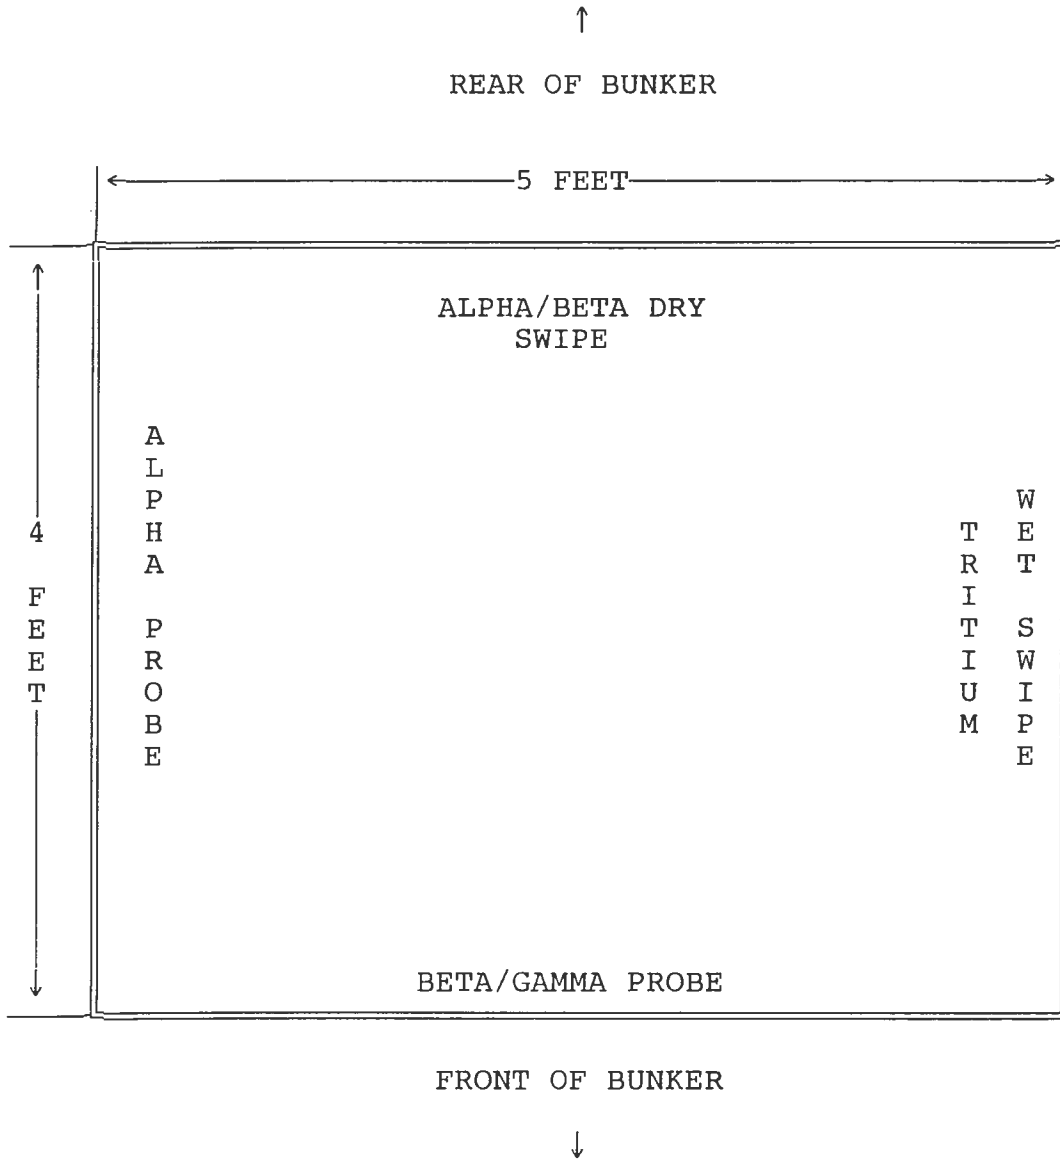 REAR OF BUNKER
5 FEET
ALPHA/BETA DRY
SWIPE
4 FEET
ALPHA PROBE
TRITIUM
WET SWIPE
BETA/GAMMA PROBE
FRONT OF BUNKER